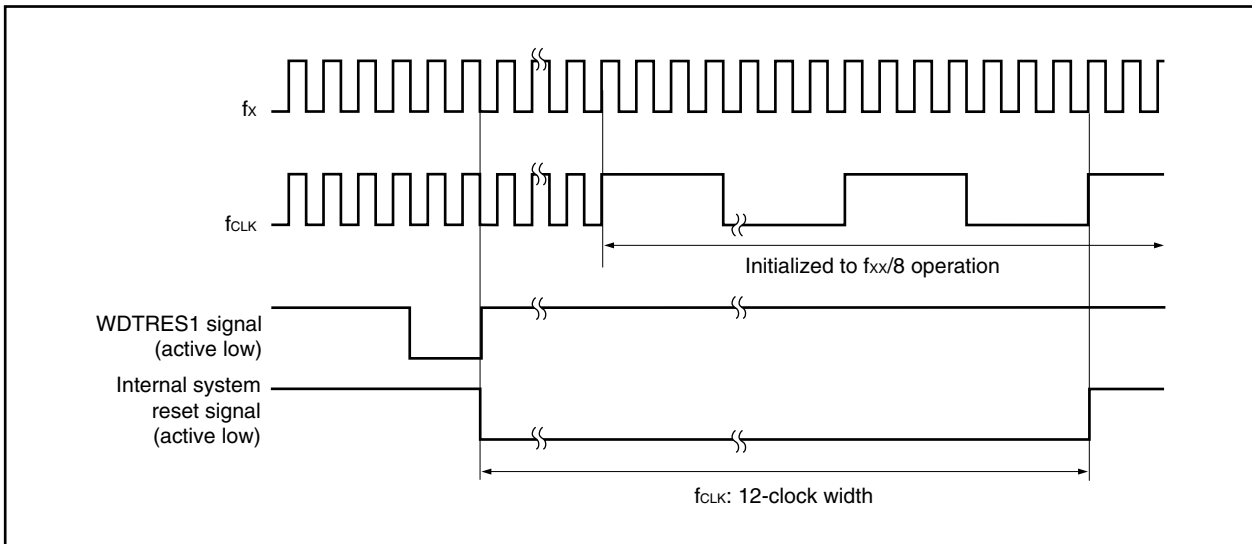 fX
fCLK
Initialized to fXX/8 operation
WDTRES1 signal
(active low)
Internal system
reset signal
(active low)
fCLK: 12-clock width